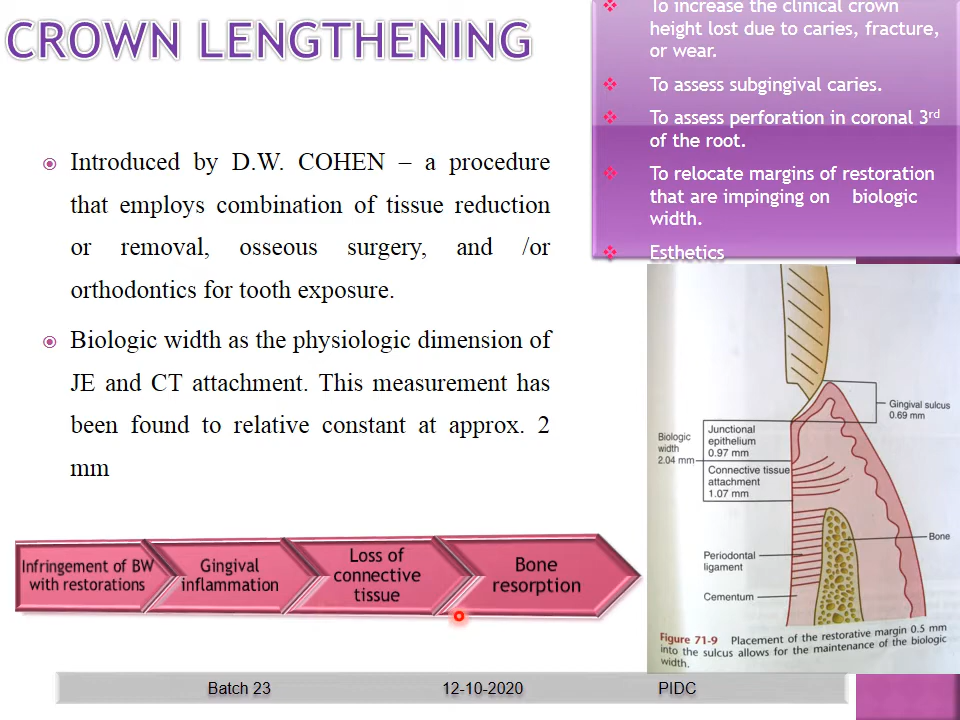 CROWN LENGTHENING
To increase the clinical crown
height lost due to caries, fracture,
or wear.
To assess subgingival caries.
To assess perforation in coronal 3rd
of the root.
To relocate margins of restoration
that are impinging on biologic
width.
Esthetics
Introduced by D.W. COHEN – a procedure
that employs combination of tissue reduction
or removal, osseous surgery, and /or
orthodontics for tooth exposure.
Biologic width as the physiologic dimension of
JE and CT attachment. This measurement has
been found to relative constant at approx. 2
mm
Gingival sulcus
0.69 mm
Biologic
width
2.04 mm
Junctional
epithelium
0.97 mm
Connective tissue
attachment
1.07 mm
Bone
Periodontal
ligament
Cementum
Figure 71-9 Placement of the restorative margin 0.5 mm
into the sulcus allows for the maintenance of the biologic
width.
Infringement of BW
with restorations
Gingival
inflammation
Loss of
connective
tissue
Bone
resorption
Batch 23
12-10-2020
PIDC